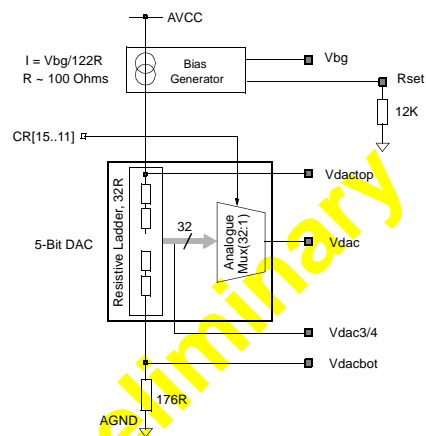 AVCC
I = Vbg/122R
R ~ 100 Ohms
Bias
Generator
Vbg
Rset
12K
CR[15..11]
Vdactop
Resistive Ladder, 32R
32
Analogue
Mux(32:1)
5-Bit DAC
Vdac
Vdac3/4
Vdacbot
176R
AGND
eliminary